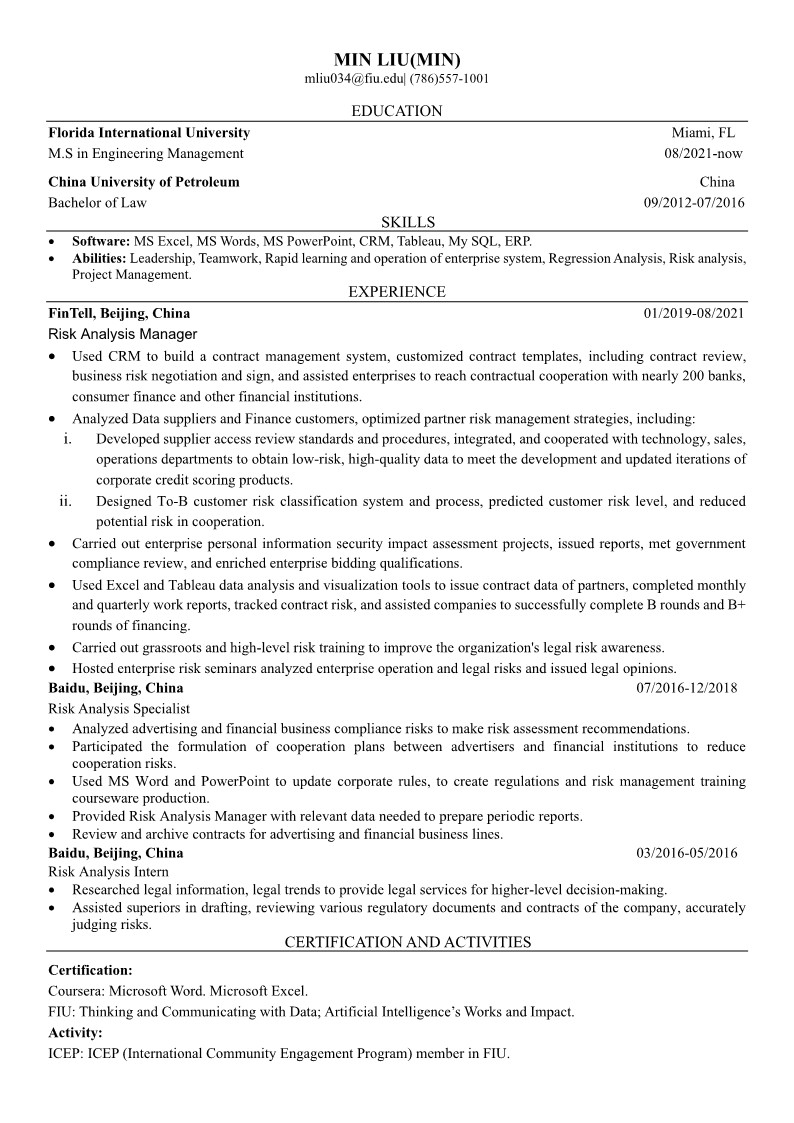 MIN LIU(MIN)
mliu034@fiu.edu| (786)557-1001
EDUCATION
Florida International University Miami, FL
M.S in Engineering Management 08/2021-now
China University of Petroleum China
Bachelor of Law 09/2012-07/2016
SKILLS
• Software: MS Excel, MS Words, MS PowerPoint, CRM, Tableau, My SQL, ERP.
• Abilities: Leadership, Teamwork, Rapid learning and operation of enterprise system, Regression Analysis, Risk analysis,
Project Management.
EXPERIENCE
FinTell, Beijing, China 01/2019-08/2021
Risk Analysis Manager
• Used CRM to build a contract management system, customized contract templates, including contract review,
business risk negotiation and sign, and assisted enterprises to reach contractual cooperation with nearly 200 banks,
consumer finance and other financial institutions.
• Analyzed Data suppliers and Finance customers, optimized partner risk management strategies, including:
i. Developed supplier access review standards and procedures, integrated, and cooperated with technology, sales,
operations departments to obtain low-risk, high-quality data to meet the development and updated iterations of
corporate credit scoring products.
ii. Designed To-B customer risk classification system and process, predicted customer risk level, and reduced
potential risk in cooperation.
• Carried out enterprise personal information security impact assessment projects, issued reports, met government
compliance review, and enriched enterprise bidding qualifications.
• Used Excel and Tableau data analysis and visualization tools to issue contract data of partners, completed monthly
and quarterly work reports, tracked contract risk, and assisted companies to successfully complete B rounds and B+
rounds of financing.
• Carried out grassroots and high-level risk training to improve the organization's legal risk awareness.
• Hosted enterprise risk seminars analyzed enterprise operation and legal risks and issued legal opinions.
Baidu, Beijing, China 07/2016-12/2018
Risk Analysis Specialist
• Analyzed advertising and financial business compliance risks to make risk assessment recommendations.
• Participated the formulation of cooperation plans between advertisers and financial institutions to reduce
cooperation risks.
• Used MS Word and PowerPoint to update corporate rules, to create regulations and risk management training
courseware production.
• Provided Risk Analysis Manager with relevant data needed to prepare periodic reports.
• Review and archive contracts for advertising and financial business lines.
Baidu, Beijing, China 03/2016-05/2016
Risk Analysis Intern
• Researched legal information, legal trends to provide legal services for higher-level decision-making.
• Assisted superiors in drafting, reviewing various regulatory documents and contracts of the company, accurately
judging risks.
CERTIFICATION AND ACTIVITIES
Certification:
Coursera: Microsoft Word. Microsoft Excel.
FIU: Thinking and Communicating with Data; Artificial Intelligence’s Works and Impact.
Activity:
ICEP: ICEP (International Community Engagement Program) member in FIU.